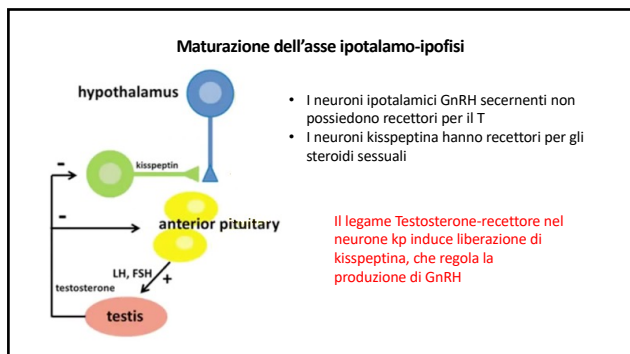 Maturazione dell'asse ipotalamo-ipofisi
hypothalamus
kisspeptin
-
-
anterior pituitary
LH, FSH
+
testosterone
testis
• I neuroni ipotalamici GnRH secernenti non
possiedono recettori per il T
• I neuroni kisspeptina hanno recettori per gli
steroidi sessuali
Il legame Testosterone-recettore nel
neurone kp induce liberazione di
kisspeptina, che regola la
produzione di GnRH